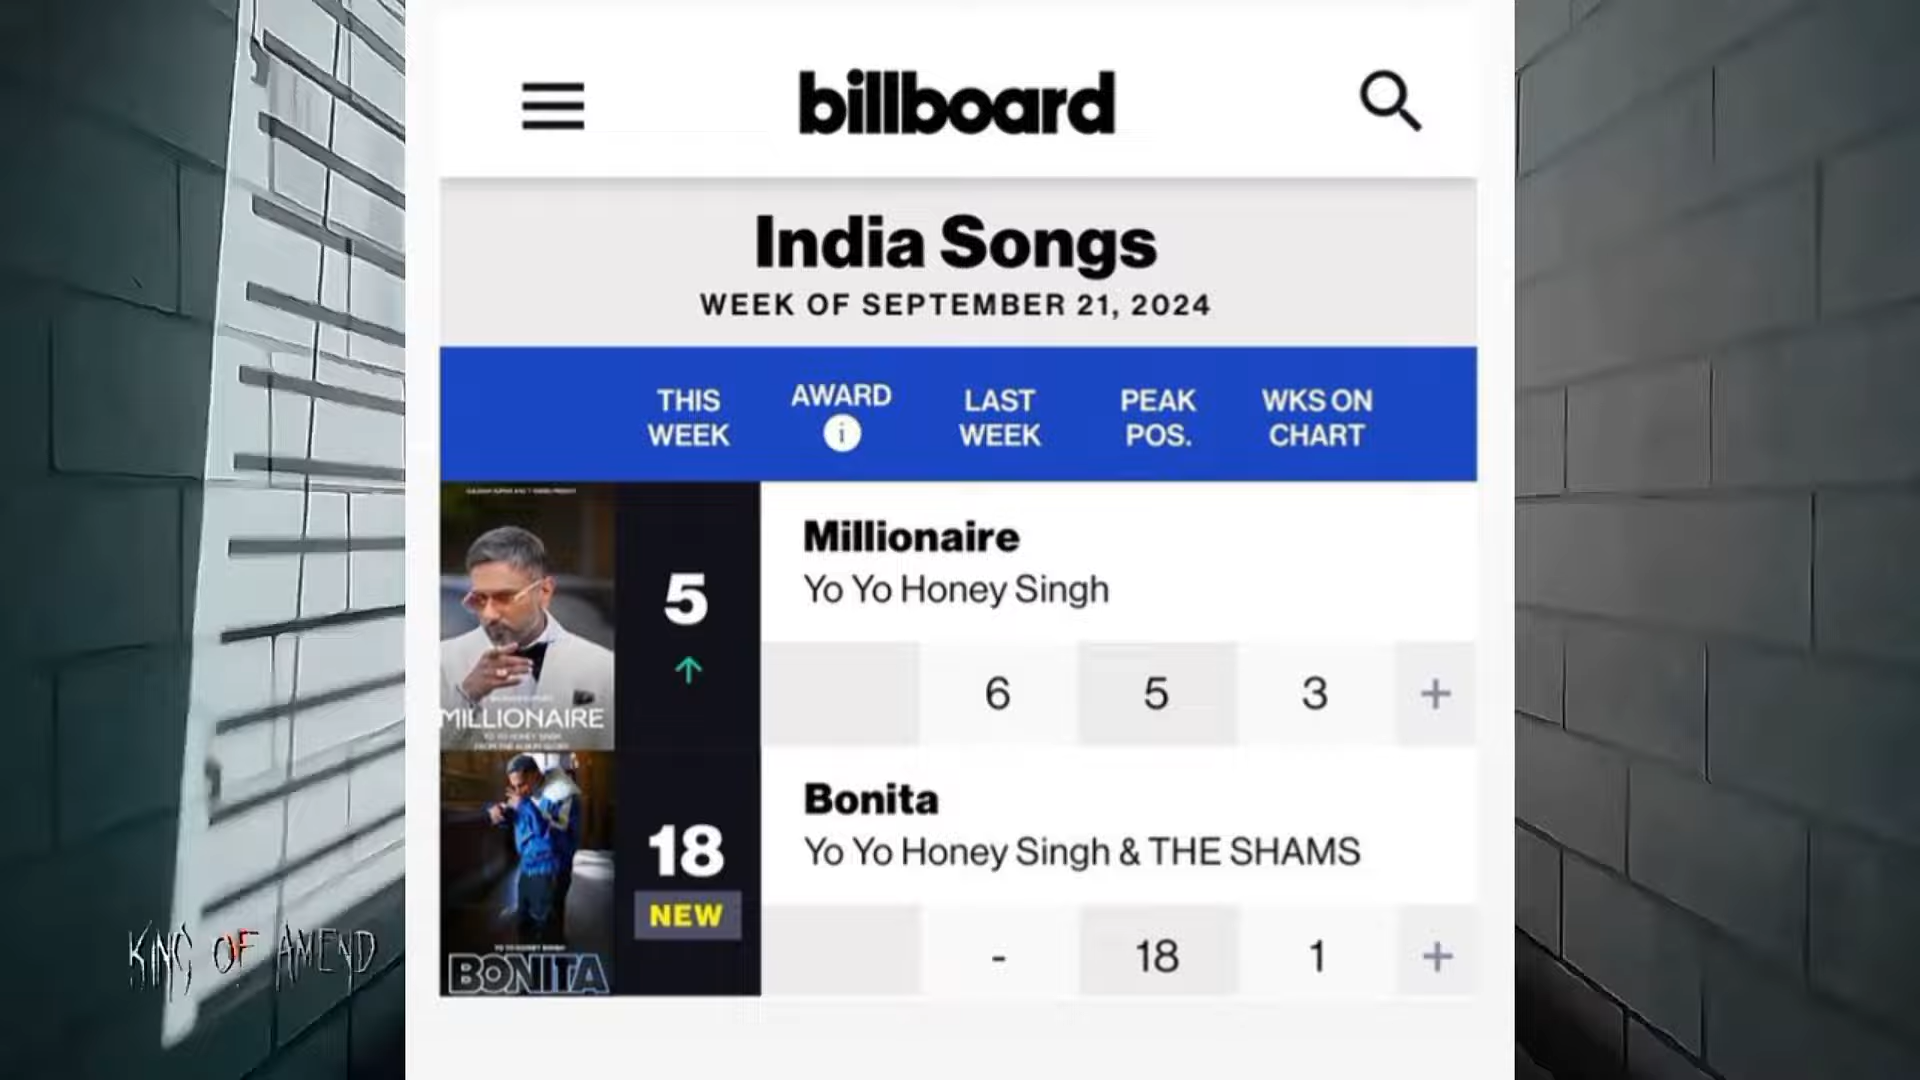 billboard
India Songs
WEEK OF SEPTEMBER 21, 2024
THIS WEEK
AWARD
i
LAST WEEK
PEAK POS.
WKS ON CHART
MILLIONAIRE
5
Millionaire
Yo Yo Honey Singh
6
5
3
+
BONITA
18
NEW
Bonita
Yo Yo Honey Singh & THE SHAMS
-
18
1
+
KING OF AMEND